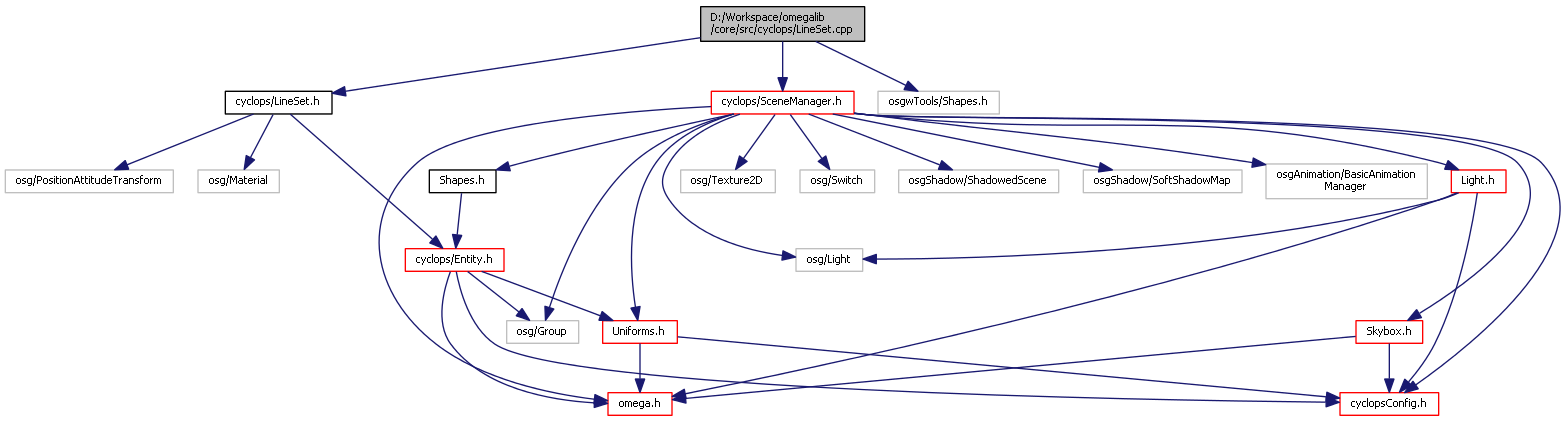 D:/Workspace/omegalib
/core/src/cyclops/LineSet.cpp
cyclops/LineSet.h
cyclops/SceneManager.h
osgwTools/Shapes.h
osg/PositionAttitudeTransform
osg/Material
Shapes.h
osg/Texture2D
osg/Switch
osgShadow/ShadowedScene
osgShadow/SoftShadowMap
osgAnimation/BasicAnimation
Manager
Light.h
cyclops/Entity.h
osg/Light
osg/Group
Uniforms.h
Skybox.h
omega.h
cyclopsConfig.h